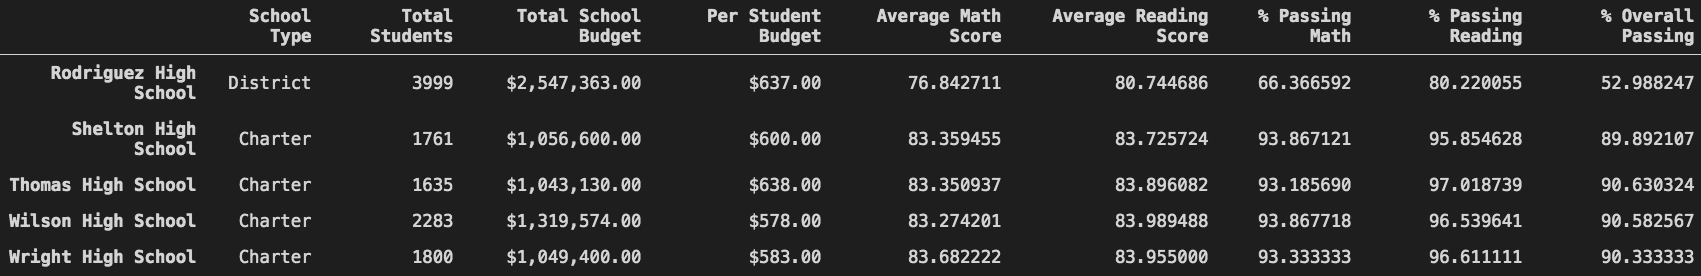 School Total Total School Per Student Average Math Average Reading % Passing % Passing % Overall
Type Students Budget Budget Score Score Math Reading Passing
Rodriguez High
School District 3999 $2,547,363.00 $637.00 76.842711 80.744686 66.366592 80.220055 52.988247
Shelton High
School Charter 1761 $1,056,600.00 $600.00 83.359455 83.725724 93.867121 95.854628 89.892107
Thomas High School Charter 1635 $1,043,130.00 $638.00 83.350937 83.896082 93.185690 97.018739 90.630324
Wilson High School Charter 2283 $1,319,574.00 $578.00 83.274201 83.989488 93.867718 96.539641 90.582567
Wright High School Charter 1800 $1,049,400.00 $583.00 83.682222 83.955000 93.333333 96.611111 90.333333